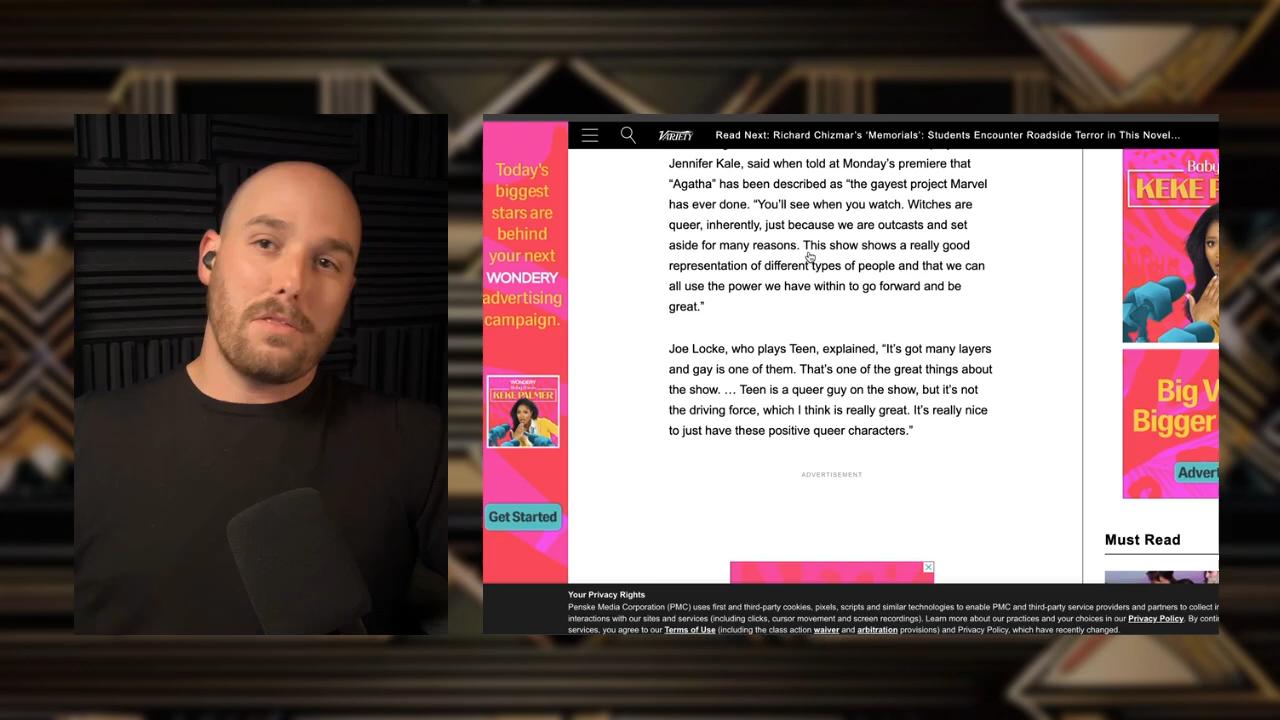 Today's
biggest
stars are
behind
your next
WONDERY
advertising
campaign.
WONDERY
KEKE PALMER
Get Started
VARIETY
Read Next: Richard Chizmar's 'Memorials': Students Encounter Roadside Terror in This Novel...
Jennifer Kale, said when told at Monday's premiere that
“Agatha” has been described as “the gayest project Marvel
has ever done. “You'll see when you watch. Witches are
queer, inherently, just because we are outcasts and set
aside for many reasons. This show shows a really good
representation of different types of people and that we can
all use the power we have within to go forward and be
great.”
Joe Locke, who plays Teen, explained, “It's got many layers
and gay is one of them. That's one of the great things about
the show. … Teen is a queer guy on the show, but it's not
the driving force, which I think is really great. It's really nice
to just have these positive queer characters.”
ADVERTISEMENT
Baby
KEKE P
Big V
Bigger
Advert
Must Read
Your Privacy Rights
Penske Media Corporation (PMC) uses first and third-party cookies, pixels, scripts and similar technologies to enable PMC and third-party service providers and partners to collect
interactions with our sites and services (including clicks, cursor movement and screen recordings). Learn more about our practices and your choices in our Privacy Policy. By
services, you agree to our Terms of Use (including the class action waiver and arbitration provisions) and Privacy Policy, which have recently changed.